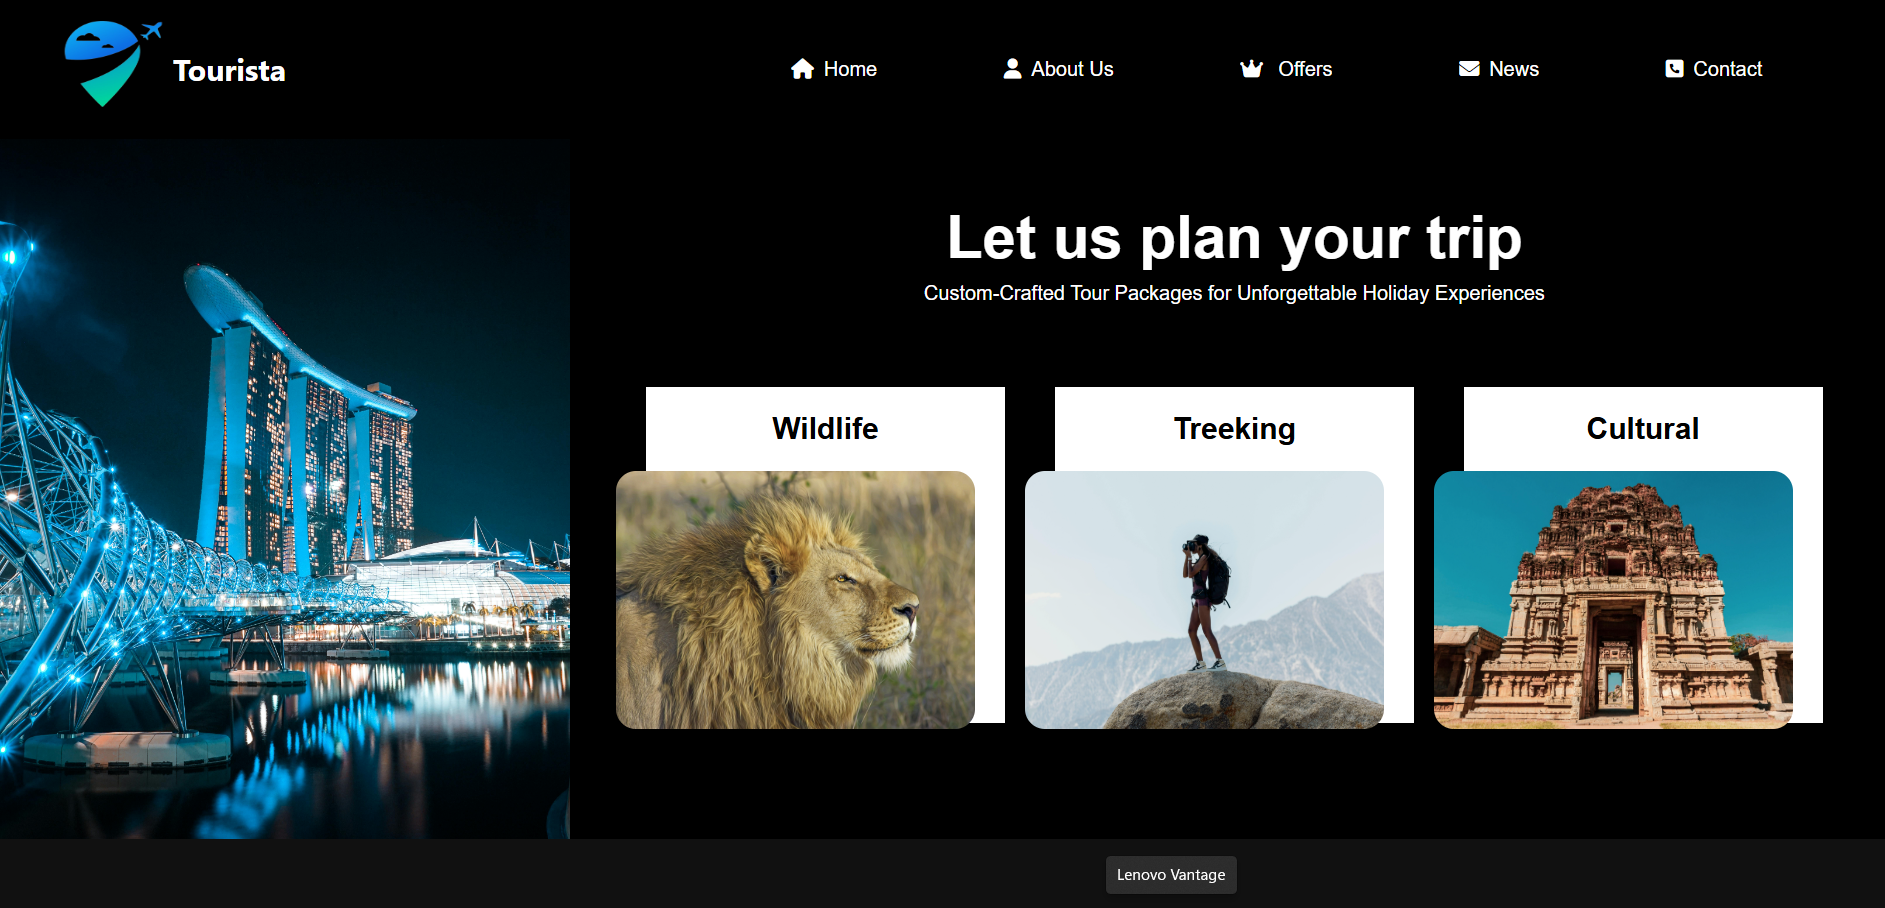 Tourista
Home
About Us
Offers
News
Contact
Let us plan your trip
Custom-Crafted Tour Packages for Unforgettable Holiday Experiences
Wildlife
Treeking
Cultural
Lenovo Vantage